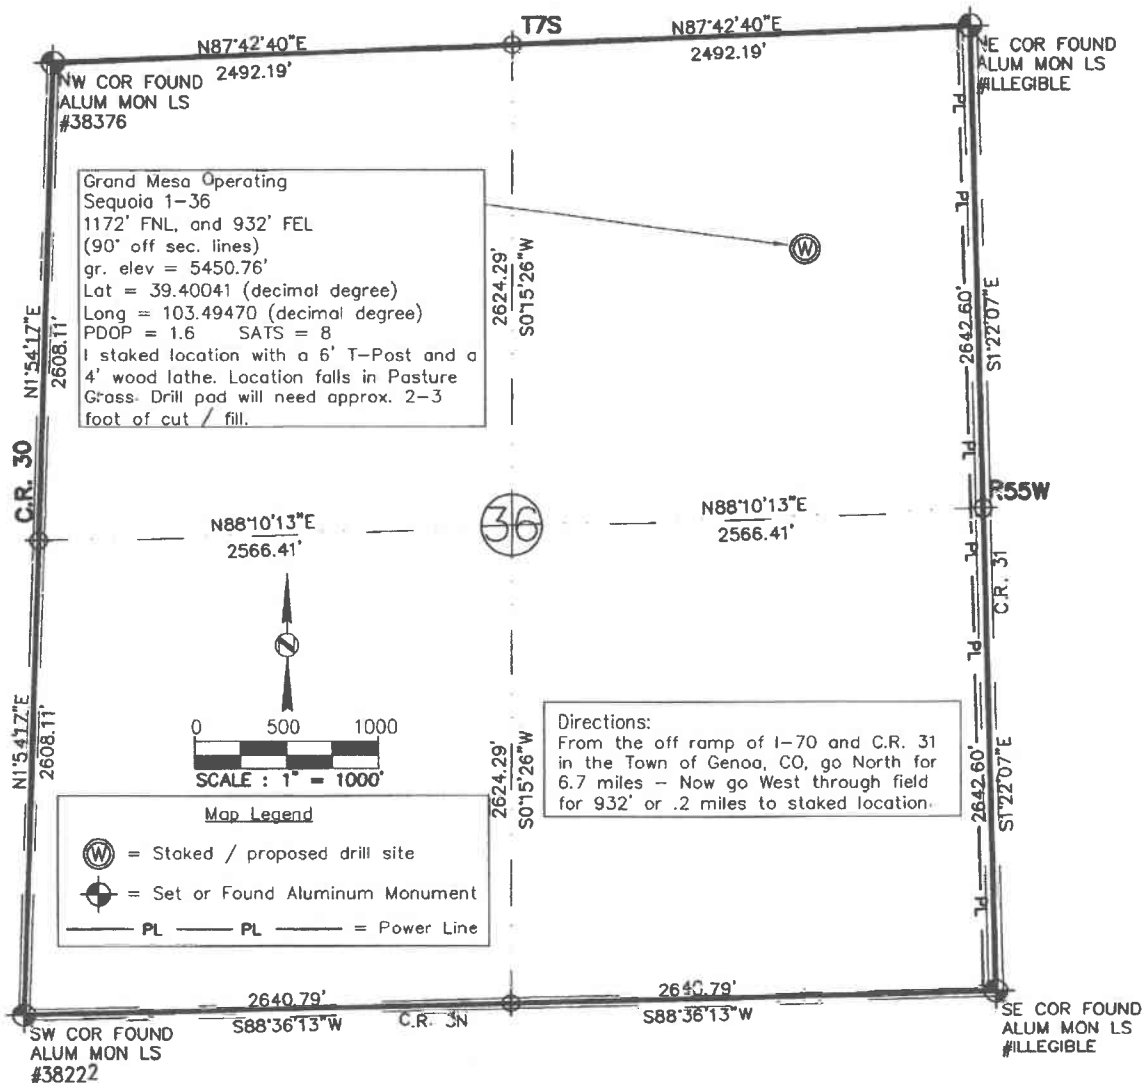 T7S
N87°42'40"E
2492.19'
N87°42'40"E
2492.19'
NW COR FOUND
ALUM MON LS
#38376
NE COR FOUND
ALUM MON LS
#ILLEGIBLE
Grand Mesa Operating
Sequoia 1-36
1172' FNL, and 932' FEL
(90° off sec. lines)
gr. elev = 5450.76'
Lat = 39.40041 (decimal degree)
Long = 103.49470 (decimal degree)
PDOP = 1.6 SATS = 8
I staked location with a 6' T-Post and a
4' wood lathe. Location falls in Pasture
Grass. Drill pad will need approx. 2-3
foot of cut / fill.
W
PL
PL
PL
PL
2624.29'
S0°15'26"W
2642.60'
S1°22'07"E
N1°54'17"E
2608.11'
C.R. 30
R55W
36
N88°10'13"E
2566.41'
N88°10'13"E
2566.41'
PL
PL
PL
C.R. 31
N
0 500 1000
SCALE : 1" = 1000'
N1°54'17"E
2608.11'
2624.29'
S0°15'26"W
2642.60'
S1°22'07"E
Directions:
From the off ramp of I-70 and C.R. 31
in the Town of Genoa, CO, go North for
6.7 miles - Now go West through field
for 932' or .2 miles to staked location.
Map Legend
W = Staked / proposed drill site
= Set or Found Aluminum Monument
PL PL = Power Line
2640.79'
S88°36'13"W
C.R. 3N
2640.79'
S88°36'13"W
SW COR FOUND
ALUM MON LS
#38222
SE COR FOUND
ALUM MON LS
#ILLEGIBLE